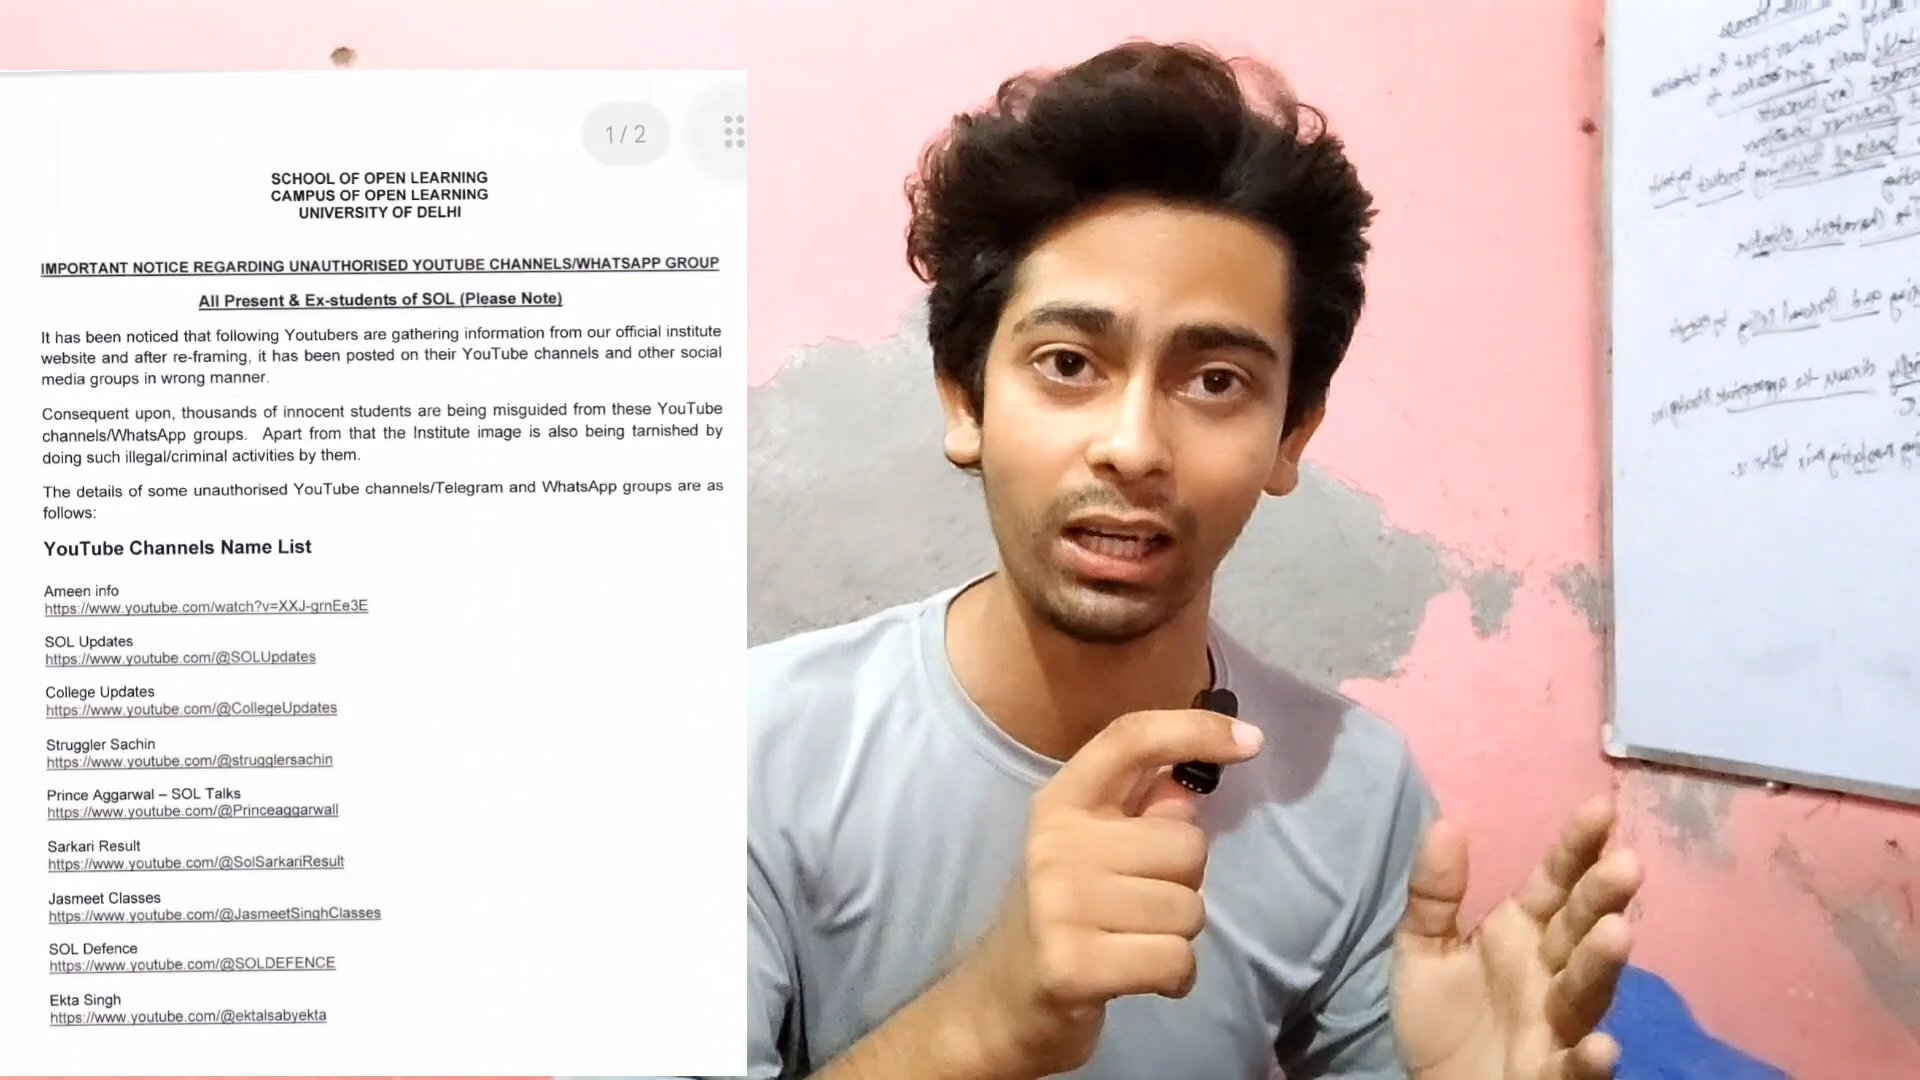 1 / 2
SCHOOL OF OPEN LEARNING
CAMPUS OF OPEN LEARNING
UNIVERSITY OF DELHI
IMPORTANT NOTICE REGARDING UNAUTHORISED YOUTUBE CHANNELS/WHATSAPP GROUP
All Present & Ex-students of SOL (Please Note)
It has been noticed that following Youtubers are gathering information from our official institute
website and after re-framing, it has been posted on their YouTube channels and other social
media groups in wrong manner.
Consequent upon, thousands of innocent students are being misguided from these YouTube
channels/WhatsApp groups. Apart from that the Institute image is also being tarnished by
doing such illegal/criminal activities by them.
The details of some unauthorised YouTube channels/Telegram and WhatsApp groups are as
follows:
YouTube Channels Name List
Ameen info
https://www.youtube.com/watch?v=XXJ-grnEe3E
SOL Updates
https://www.youtube.com/@SOLUpdates
College Updates
https://www.youtube.com/@CollegeUpdates
Struggler Sachin
https://www.youtube.com/@strugglersachin
Prince Aggarwal – SOL Talks
https://www.youtube.com/@Princeaggarwall
Sarkari Result
https://www.youtube.com/@SolSarkariResult
Jasmeet Classes
https://www.youtube.com/@JasmeetSinghClasses
SOL Defence
https://www.youtube.com/@SOLDEFENCE
Ekta Singh
https://www.youtube.com/@ektalsabyekta